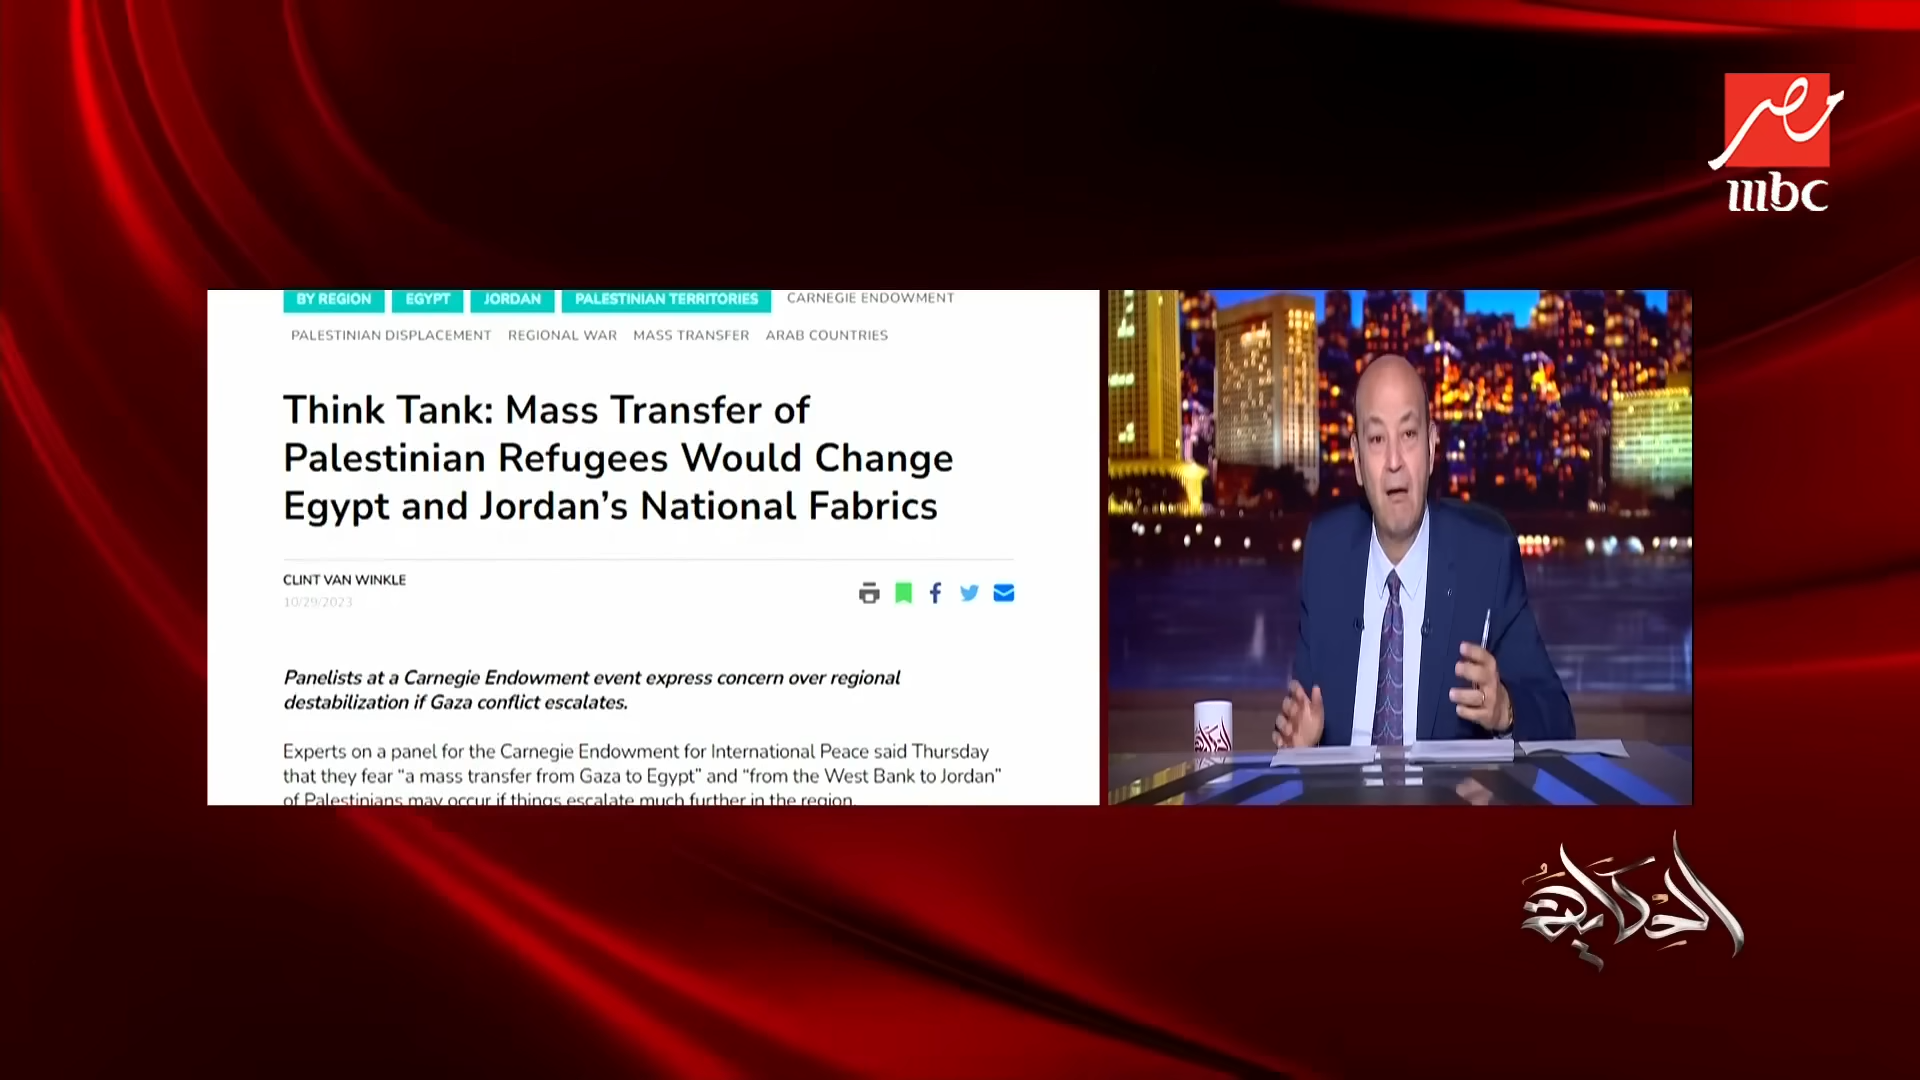 مصر
mbc
BY REGION EGYPT JORDAN PALESTINIAN TERRITORIES CARNEGIE ENDOWMENT
PALESTINIAN DISPLACEMENT REGIONAL WAR MASS TRANSFER ARAB COUNTRIES
Think Tank: Mass Transfer of
Palestinian Refugees Would Change
Egypt and Jordan’s National Fabrics
CLINT VAN WINKLE
10/29/2023
Panelists at a Carnegie Endowment event express concern over regional
destabilization if Gaza conflict escalates.
Experts on a panel for the Carnegie Endowment for International Peace said Thursday
that they fear “a mass transfer from Gaza to Egypt” and “from the West Bank to Jordan”
of Palestinians may occur if things escalate much further in the region.
الحكاية
الحكاية